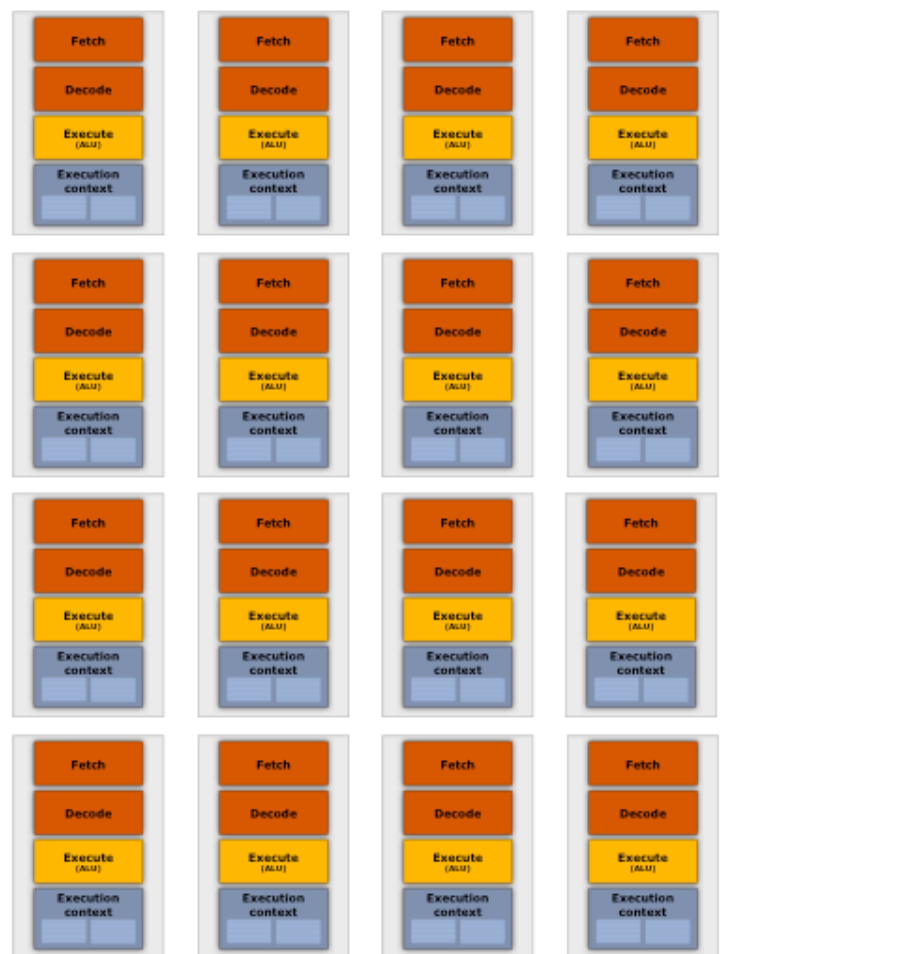 Fetch Fetch Fetch Fetch
Decode Decode Decode Decode
Execute Execute Execute Execute
(ALU) (ALU) (ALU) (ALU)
Execution Execution Execution Execution
context context context context
Fetch Fetch Fetch Fetch
Decode Decode Decode Decode
Execute Execute Execute Execute
(ALU) (ALU) (ALU) (ALU)
Execution Execution Execution Execution
context context context context
Fetch Fetch Fetch Fetch
Decode Decode Decode Decode
Execute Execute Execute Execute
(ALU) (ALU) (ALU) (ALU)
Execution Execution Execution Execution
context context context context
Fetch Fetch Fetch Fetch
Decode Decode Decode Decode
Execute Execute Execute Execute
(ALU) (ALU) (ALU) (ALU)
Execution Execution Execution Execution
context context context context